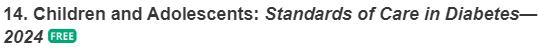 14. Children and Adolescents: Standards of Care in Diabetes—
2024 FREE